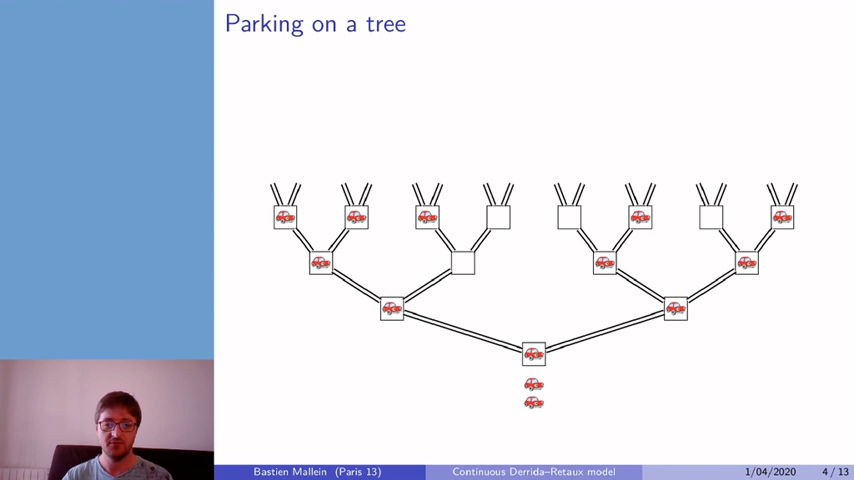 Parking on a tree
Bastien Mallein (Paris 13)
Continuous Derrida–Retaux model
1/04/2020
4 / 13